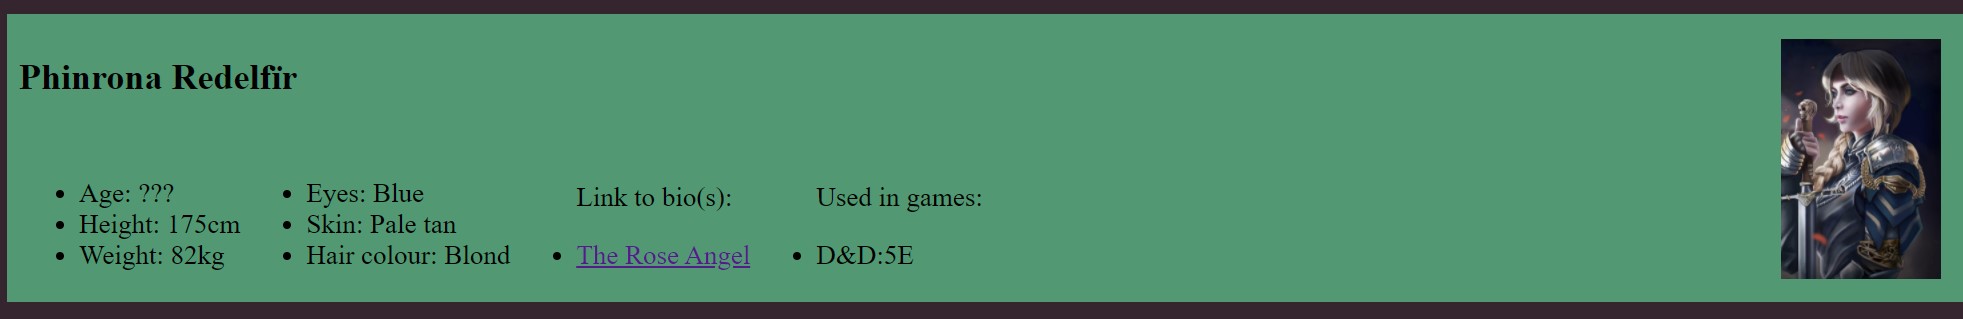 Phinrona Redelfïr
Age: ???
Height: 175cm
Weight: 82kg
Eyes: Blue
Skin: Pale tan
Hair colour: Blond
Link to bio(s):
The Rose Angel
Used in games:
D&D:5E